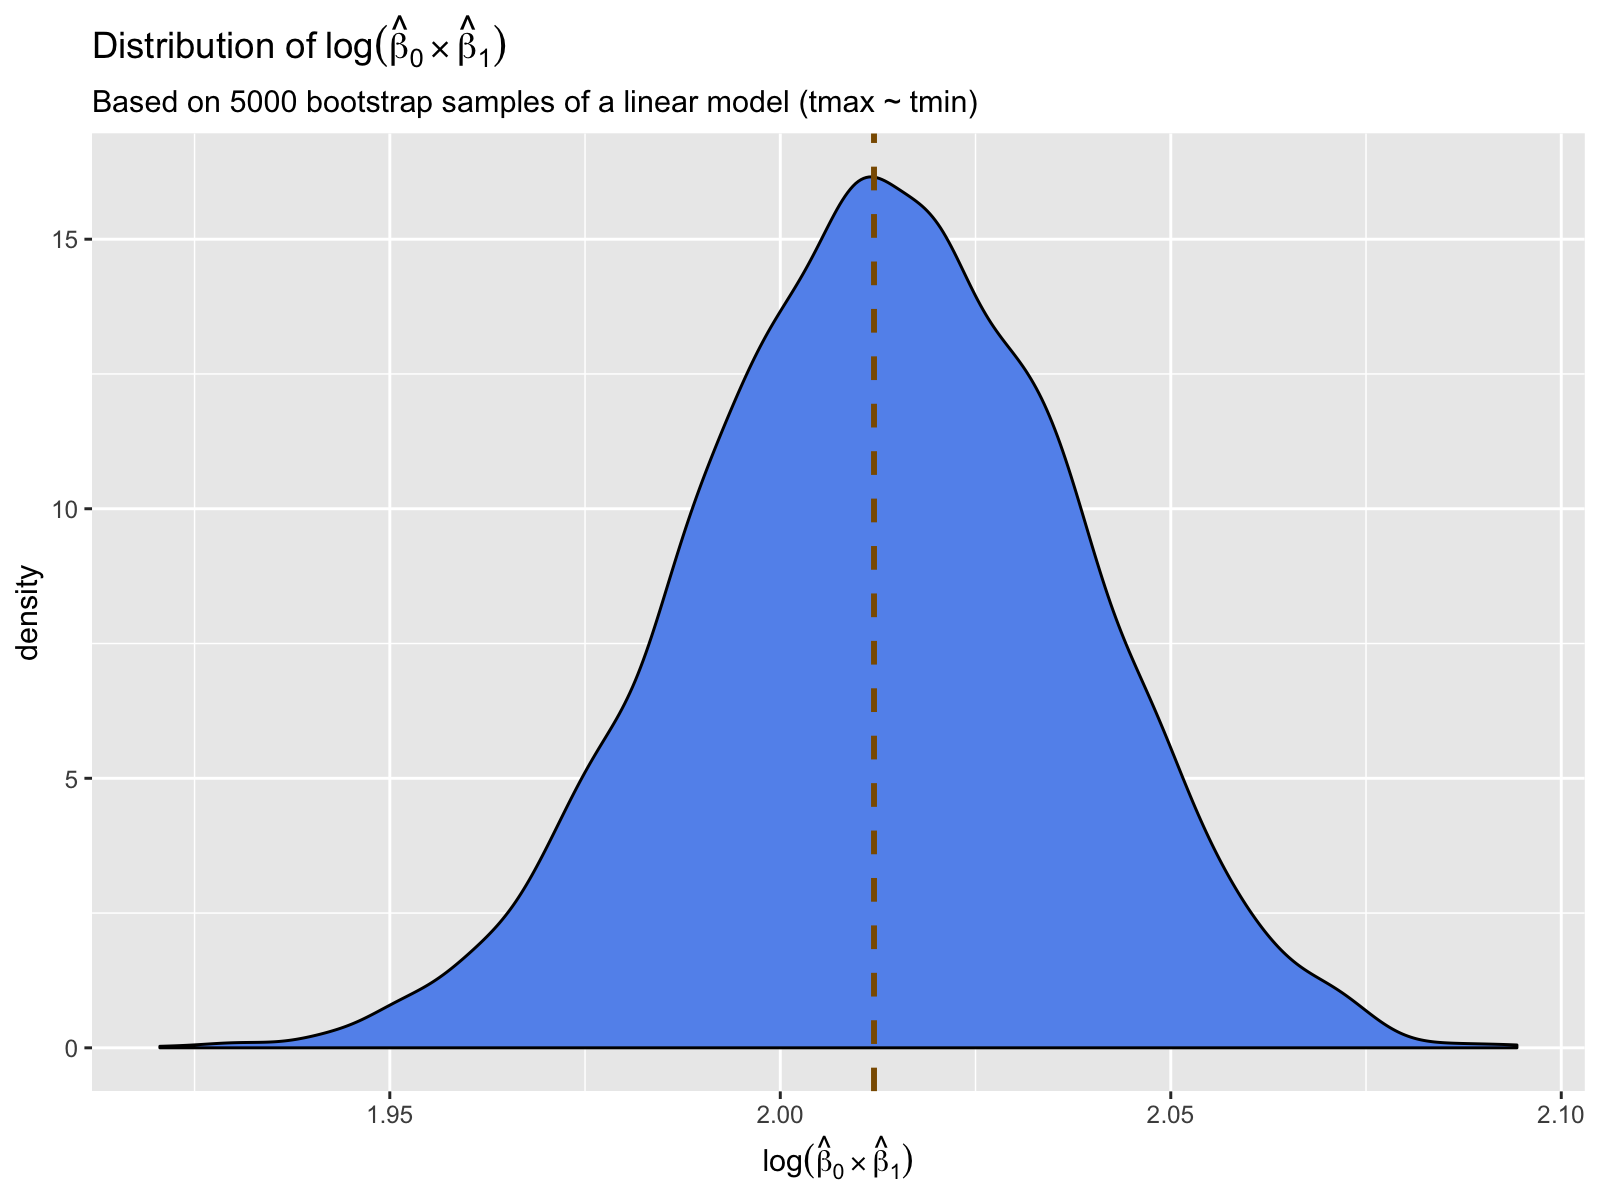 Distribution of log(β̂₀ × β̂₁)
Based on 5000 bootstrap samples of a linear model (tmax ~ tmin)
15
10
5
0
density
1.95
2.00
2.05
2.10
log(β̂₀ × β̂₁)